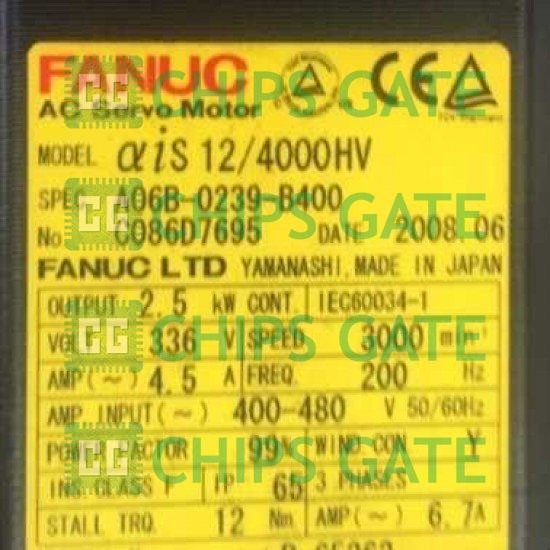 FANUC
AC Servo Motor
MODEL αiS 12/4000HV
SPEC A06B-0239-B400
No C086D7695 DATE 2008.06
FANUC LTD YAMANASHI, MADE IN JAPAN
OUTPUT 2.5 kW CONT. IEC60034-1
VOLT 336 V SPEED 3000 min⁻¹
AMP(~) 4.5 A FREQ. 200 Hz
AMP. INPUT(~) 400-480 V 50/60Hz
POWER FACTOR 99% WIND.CON. Y
INS.CLASS F IP 65 3 PHASES
STALL TRQ. 12 Nm AMP(~) 6.7A
CHIPS GATE
CHIPS GATE
CHIPS GATE
CHIPS GATE